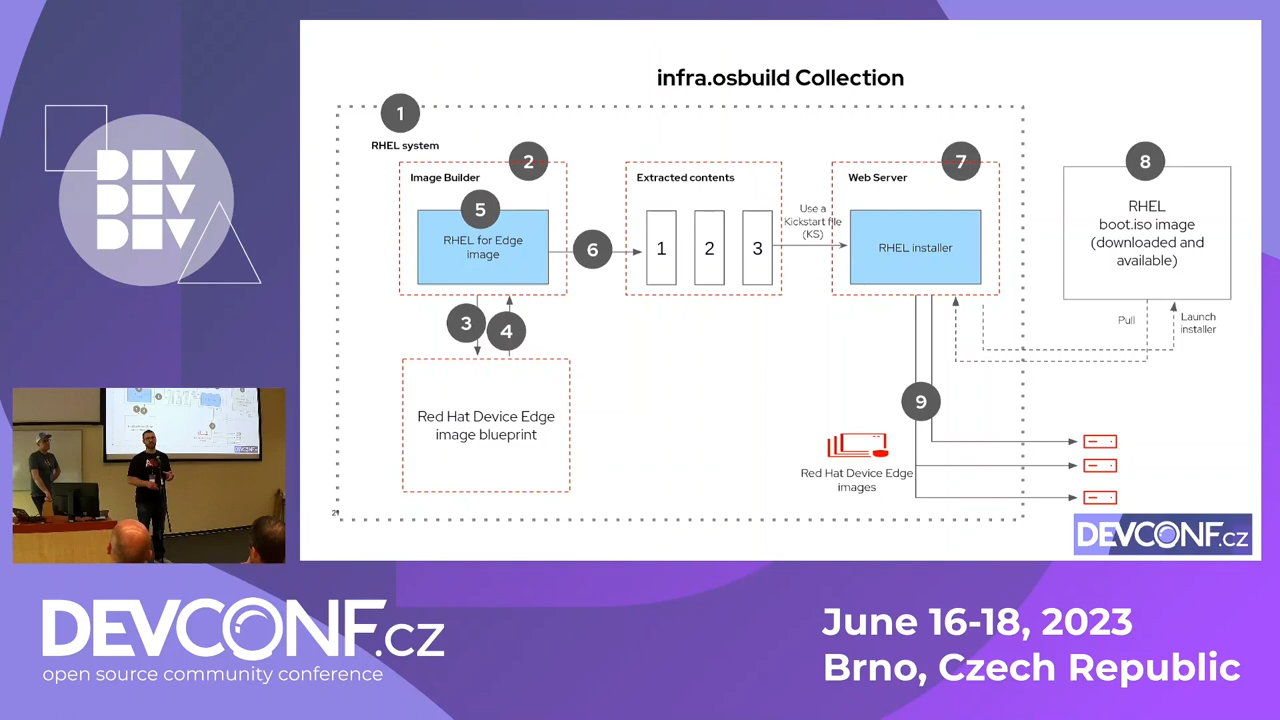 infra.osbuild Collection
1
RHEL system
2
Image Builder
5
RHEL for Edge
image
6
Extracted contents
1
2
3
Use a
Kickstart file
(KS)
7
Web Server
RHEL installer
8
RHEL
boot.iso image
(downloaded and
available)
Pull
Launch
installer
3
4
Red Hat Device Edge
image blueprint
9
Red Hat Device Edge
images
DEVCONF.cz
DEV
DEV
DEV
DEVCONF.cz
open source community conference
June 16-18, 2023
Brno, Czech Republic